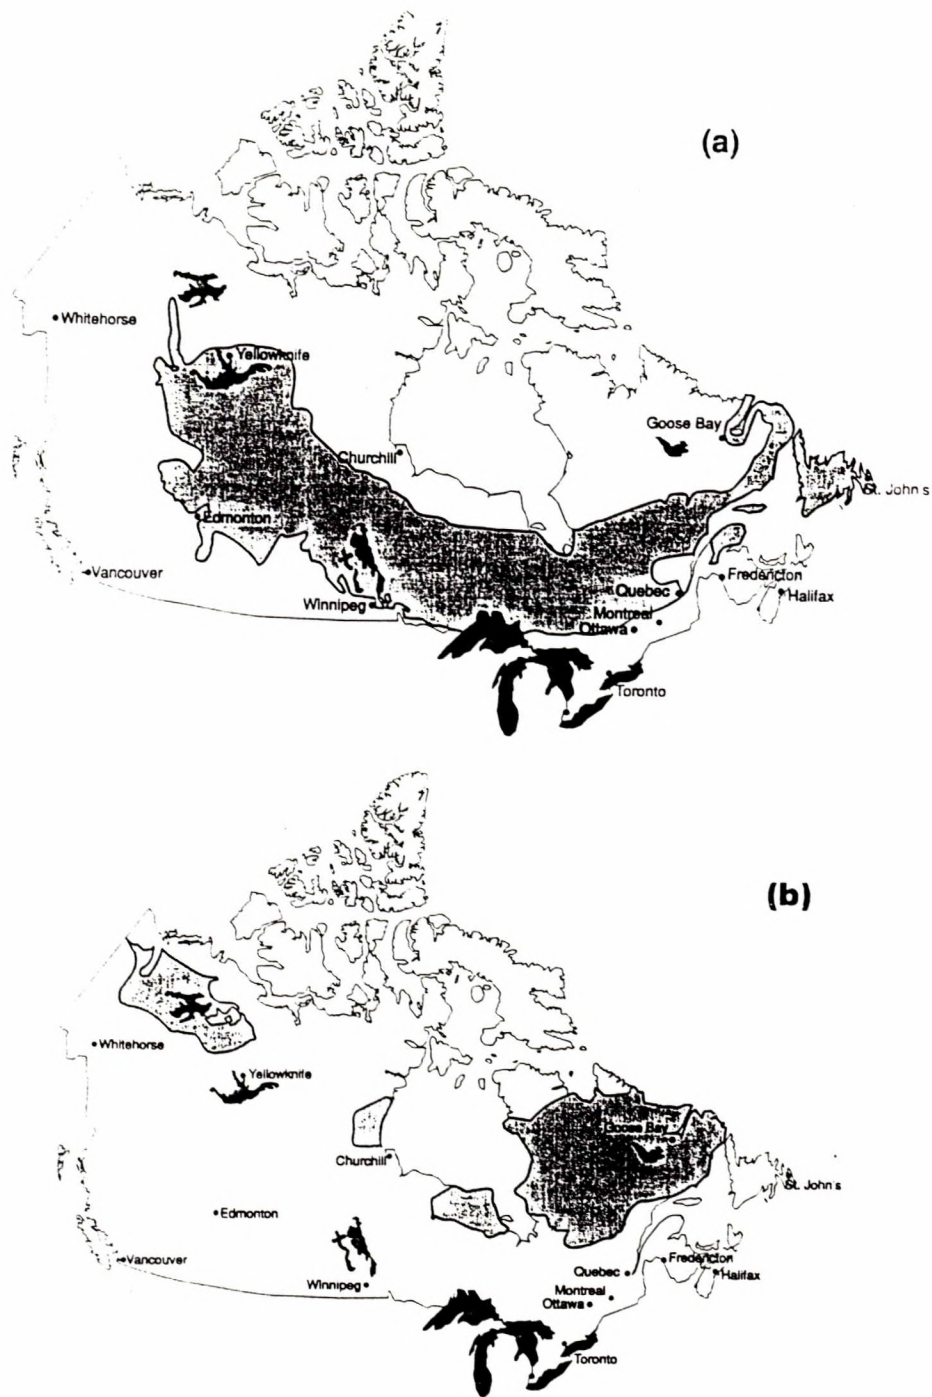 (a)
Whitehorse
Yellowknife
Goose Bay
Churchill
St. John's
Edmonton
Vancouver
Fredericton
Quebec
Halifax
Winnipeg
Montreal
Ottawa
Toronto
(b)
Whitehorse
Yellowknife
Goose Bay
Churchill
St. John's
Edmonton
Vancouver
Fredericton
Quebec
Halifax
Winnipeg
Montreal
Ottawa
Toronto